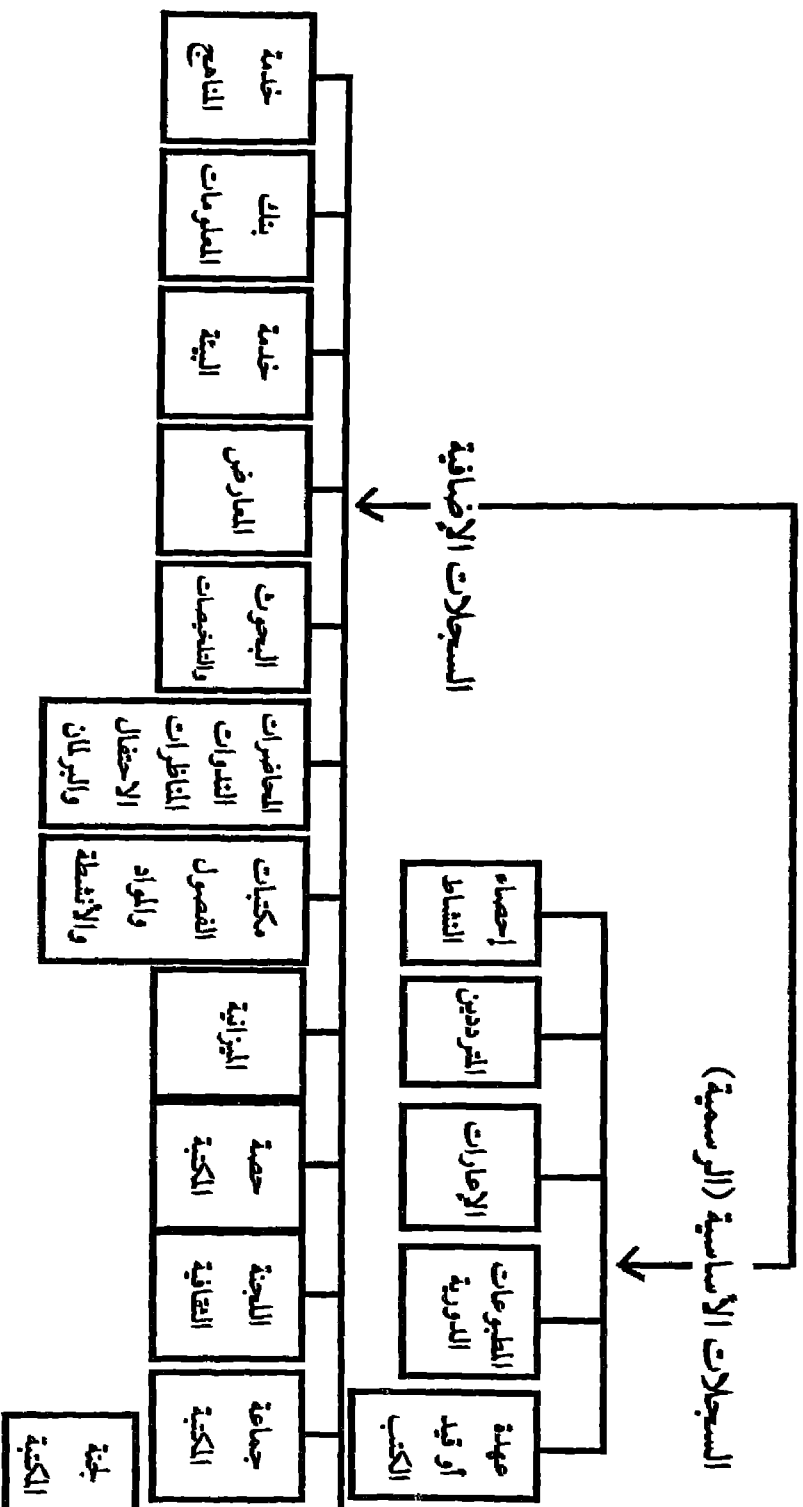 السجلات الأساسية (الرسمية)
السجلات الإضافية
عهدة
أو قيد
الكتب
المطبوعات
الدورية
الإعارات
المترددين
إحصاء
النشاط
لجنة
المكتبة
جماعة
المكتبة
اللجنة
الثقافية
حصة
المكتبة
الميزانية
مكتبات
الفصول
والمواد
والأنشطة
المحاضرات
الندوات
المناظرات
الاحتفال
والبرلمان
البحوث
والتلخيصات
المعارض
خدمة
البيئة
بنك
المعلومات
خدمة
المناهج